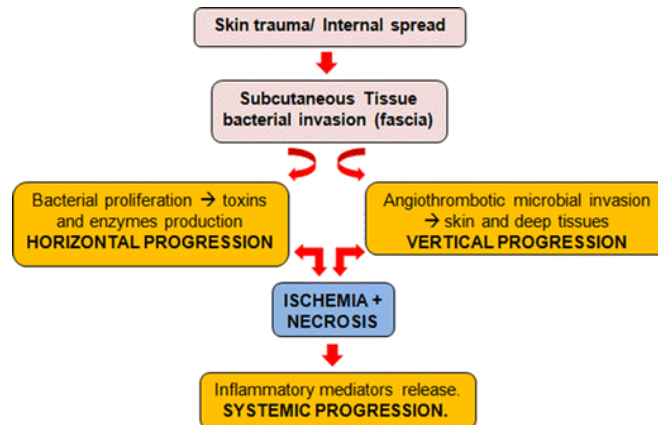 Skin trauma/ Internal spread
Subcutaneous Tissue
bacterial invasion (fascia)
Bacterial proliferation → toxins
and enzymes production
HORIZONTAL PROGRESSION
Angiothrombotic microbial invasion
→ skin and deep tissues
VERTICAL PROGRESSION
ISCHEMIA +
NECROSIS
Inflammatory mediators release.
SYSTEMIC PROGRESSION.